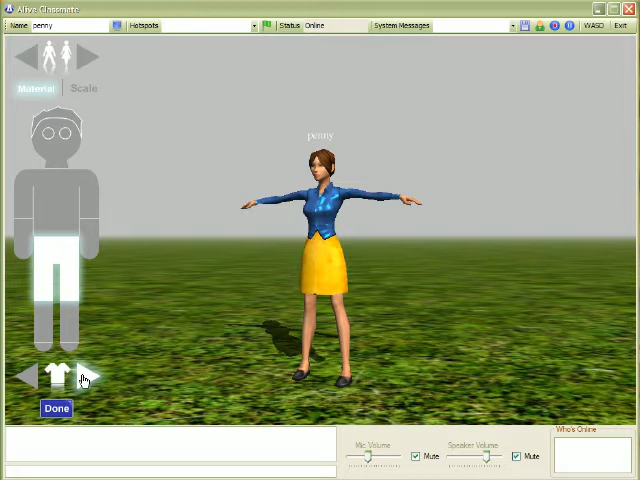 Alive Classmate
Name penny Hotspots Status Online System Messages WASD Exit
Material Scale
penny
Done
Mic Volume Mute Speaker Volume Mute Who's Online